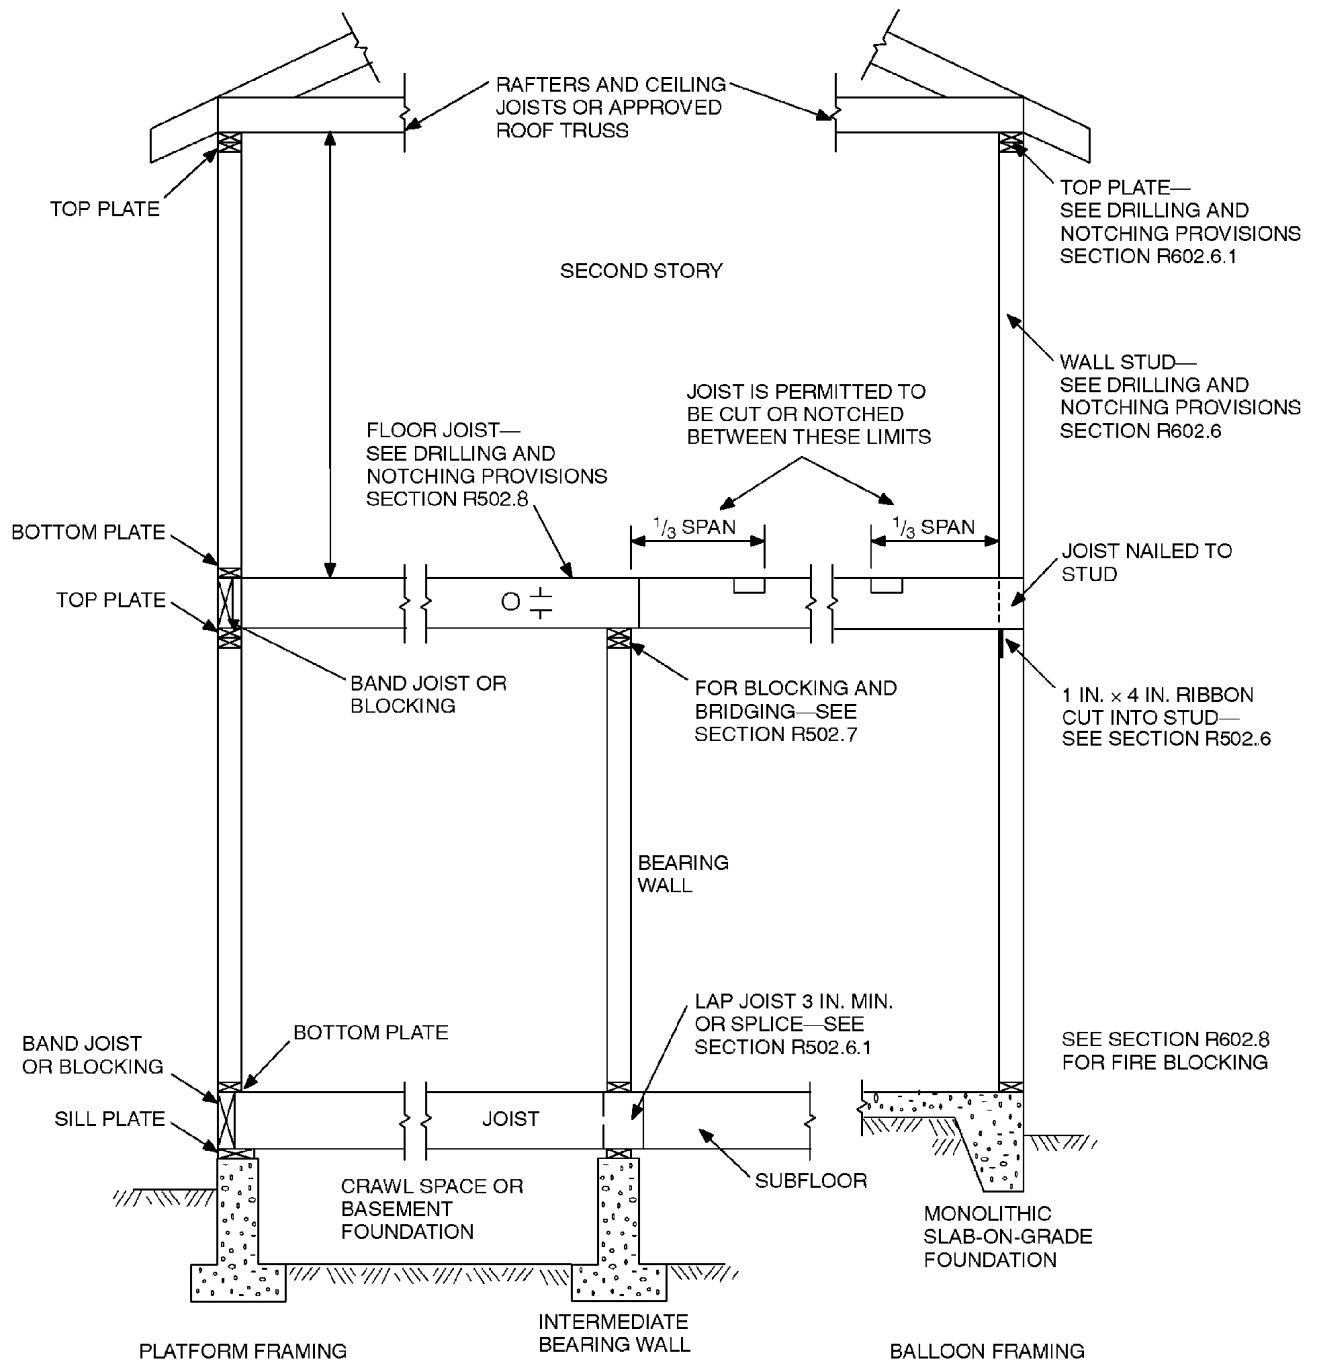 RAFTERS AND CEILING
JOISTS OR APPROVED
ROOF TRUSS
TOP PLATE
TOP PLATE—
SEE DRILLING AND
NOTCHING PROVISIONS
SECTION R602.6.1
SECOND STORY
WALL STUD—
SEE DRILLING AND
NOTCHING PROVISIONS
SECTION R602.6
JOIST IS PERMITTED TO
BE CUT OR NOTCHED
BETWEEN THESE LIMITS
FLOOR JOIST—
SEE DRILLING AND
NOTCHING PROVISIONS
SECTION R502.8
1/3 SPAN
1/3 SPAN
BOTTOM PLATE
JOIST NAILED TO
STUD
TOP PLATE
BAND JOIST OR
BLOCKING
FOR BLOCKING AND
BRIDGING—SEE
SECTION R502.7
1 IN. × 4 IN. RIBBON
CUT INTO STUD—
SEE SECTION R502.6
BEARING
WALL
LAP JOIST 3 IN. MIN.
OR SPLICE—SEE
SECTION R502.6.1
BOTTOM PLATE
BAND JOIST
OR BLOCKING
SEE SECTION R602.8
FOR FIRE BLOCKING
SILL PLATE
JOIST
SUBFLOOR
CRAWL SPACE OR
BASEMENT
FOUNDATION
MONOLITHIC
SLAB-ON-GRADE
FOUNDATION
INTERMEDIATE
BEARING WALL
PLATFORM FRAMING
BALLOON FRAMING